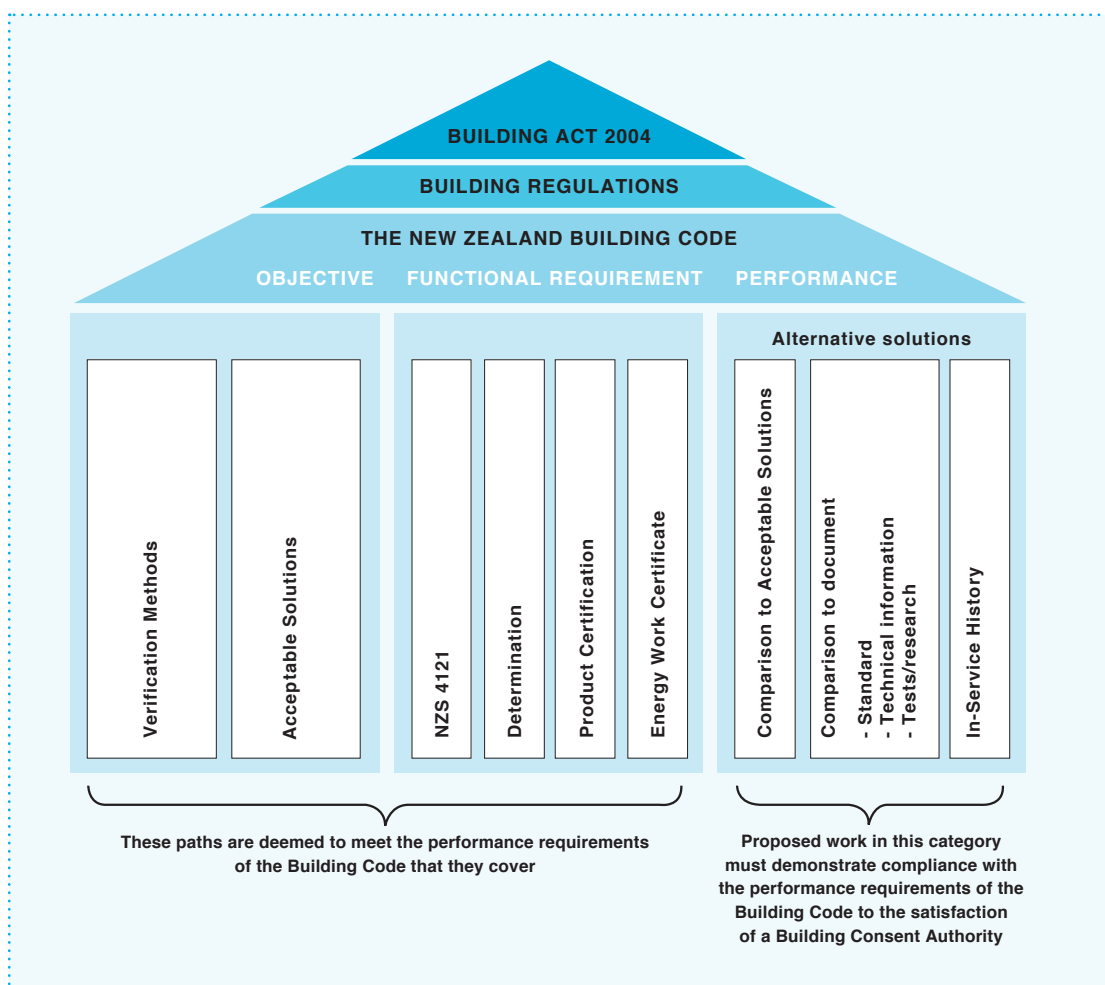 BUILDING ACT 2004
BUILDING REGULATIONS
THE NEW ZEALAND BUILDING CODE
OBJECTIVE FUNCTIONAL REQUIREMENT PERFORMANCE
Alternative solutions
Verification Methods
Acceptable Solutions
NZS 4121
Determination
Product Certification
Energy Work Certificate
Comparison to Acceptable Solutions
Comparison to document
- Standard
- Technical information
- Tests/research
In-Service History
These paths are deemed to meet the performance requirements
of the Building Code that they cover
Proposed work in this category
must demonstrate compliance with
the performance requirements of the
Building Code to the satisfaction
of a Building Consent Authority